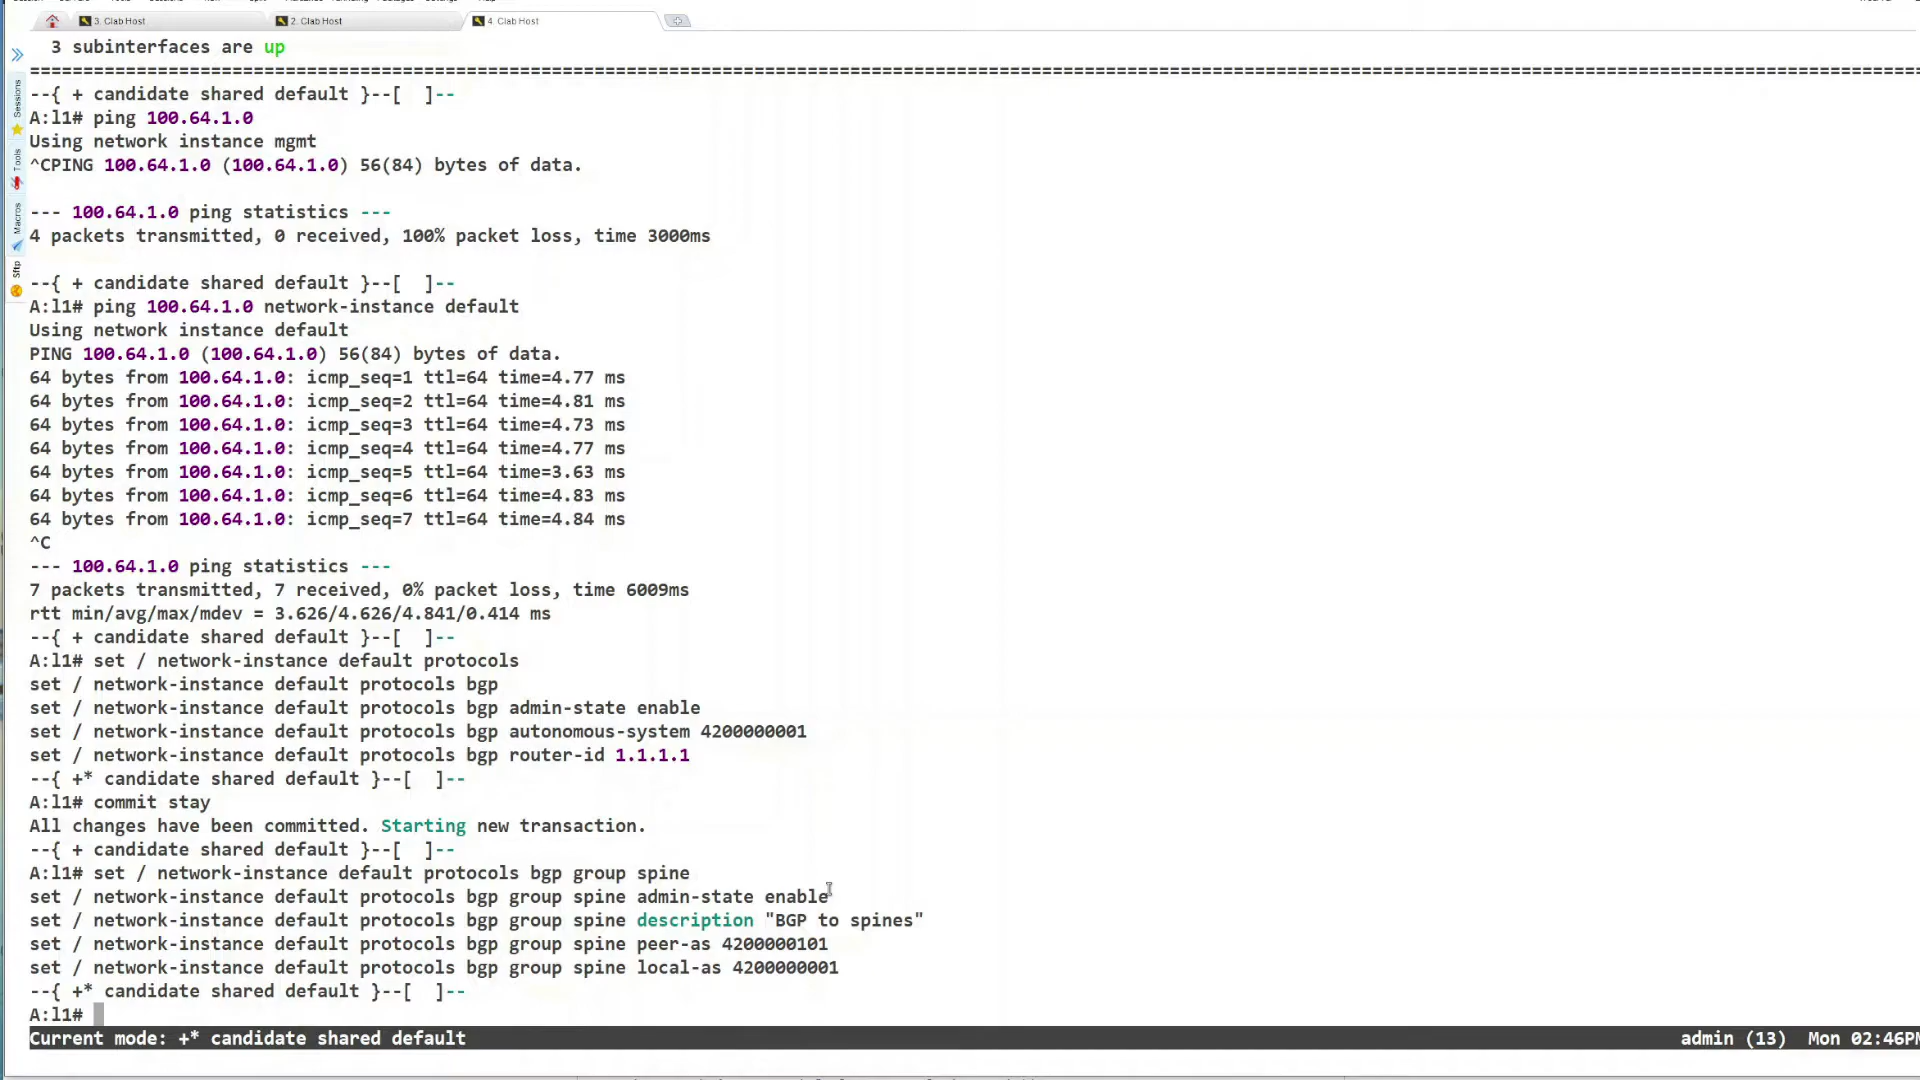 3. Clab Host
2. Clab Host
4. Clab Host
Sessions
Tools
Macros
Sftp
3 subinterfaces are up
================================================================================
--{ + candidate shared default }--[  ]--
A:l1# ping 100.64.1.0
Using network instance mgmt
^CPING 100.64.1.0 (100.64.1.0) 56(84) bytes of data.
--- 100.64.1.0 ping statistics ---
4 packets transmitted, 0 received, 100% packet loss, time 3000ms
--{ + candidate shared default }--[  ]--
A:l1# ping 100.64.1.0 network-instance default
Using network instance default
PING 100.64.1.0 (100.64.1.0) 56(84) bytes of data.
64 bytes from 100.64.1.0: icmp_seq=1 ttl=64 time=4.77 ms
64 bytes from 100.64.1.0: icmp_seq=2 ttl=64 time=4.81 ms
64 bytes from 100.64.1.0: icmp_seq=3 ttl=64 time=4.73 ms
64 bytes from 100.64.1.0: icmp_seq=4 ttl=64 time=4.77 ms
64 bytes from 100.64.1.0: icmp_seq=5 ttl=64 time=3.63 ms
64 bytes from 100.64.1.0: icmp_seq=6 ttl=64 time=4.83 ms
64 bytes from 100.64.1.0: icmp_seq=7 ttl=64 time=4.84 ms
^C
--- 100.64.1.0 ping statistics ---
7 packets transmitted, 7 received, 0% packet loss, time 6009ms
rtt min/avg/max/mdev = 3.626/4.626/4.841/0.414 ms
--{ + candidate shared default }--[  ]--
A:l1# set / network-instance default protocols
set / network-instance default protocols bgp
set / network-instance default protocols bgp admin-state enable
set / network-instance default protocols bgp autonomous-system 4200000001
set / network-instance default protocols bgp router-id 1.1.1.1
--{ +* candidate shared default }--[  ]--
A:l1# commit stay
All changes have been committed. Starting new transaction.
--{ + candidate shared default }--[  ]--
A:l1# set / network-instance default protocols bgp group spine
set / network-instance default protocols bgp group spine admin-state enable
set / network-instance default protocols bgp group spine description "BGP to spines"
set / network-instance default protocols bgp group spine peer-as 4200000101
set / network-instance default protocols bgp group spine local-as 4200000001
--{ +* candidate shared default }--[  ]--
A:l1#
Current mode: +* candidate shared default admin (13) Mon 02:46PM